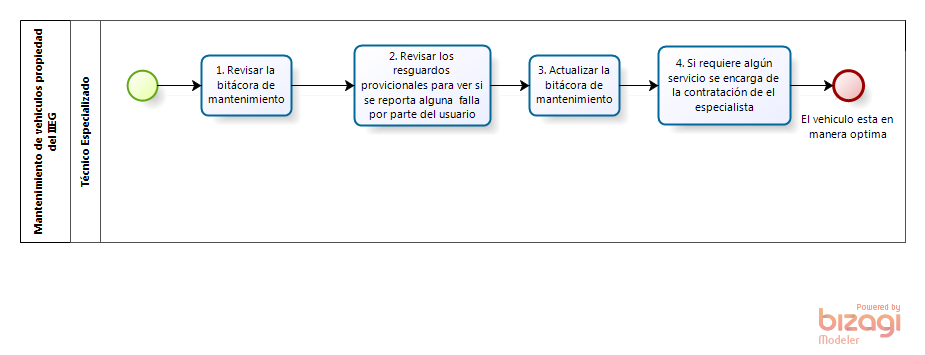 Mantenimiento de vehículos propiedad
del IIEG
Técnico Especializado
1. Revisar la
bitácora de
mantenimiento
2. Revisar los
resguardos
provicionales para ver si
se reporta alguna falla
por parte del usuario
3. Actualizar la
bitácora de
mantenimiento
4. Si requiere algún
servicio se encarga de
la contratación de el
especialista
El vehiculo esta en
manera optima
Powered by
bizagi
Modeler